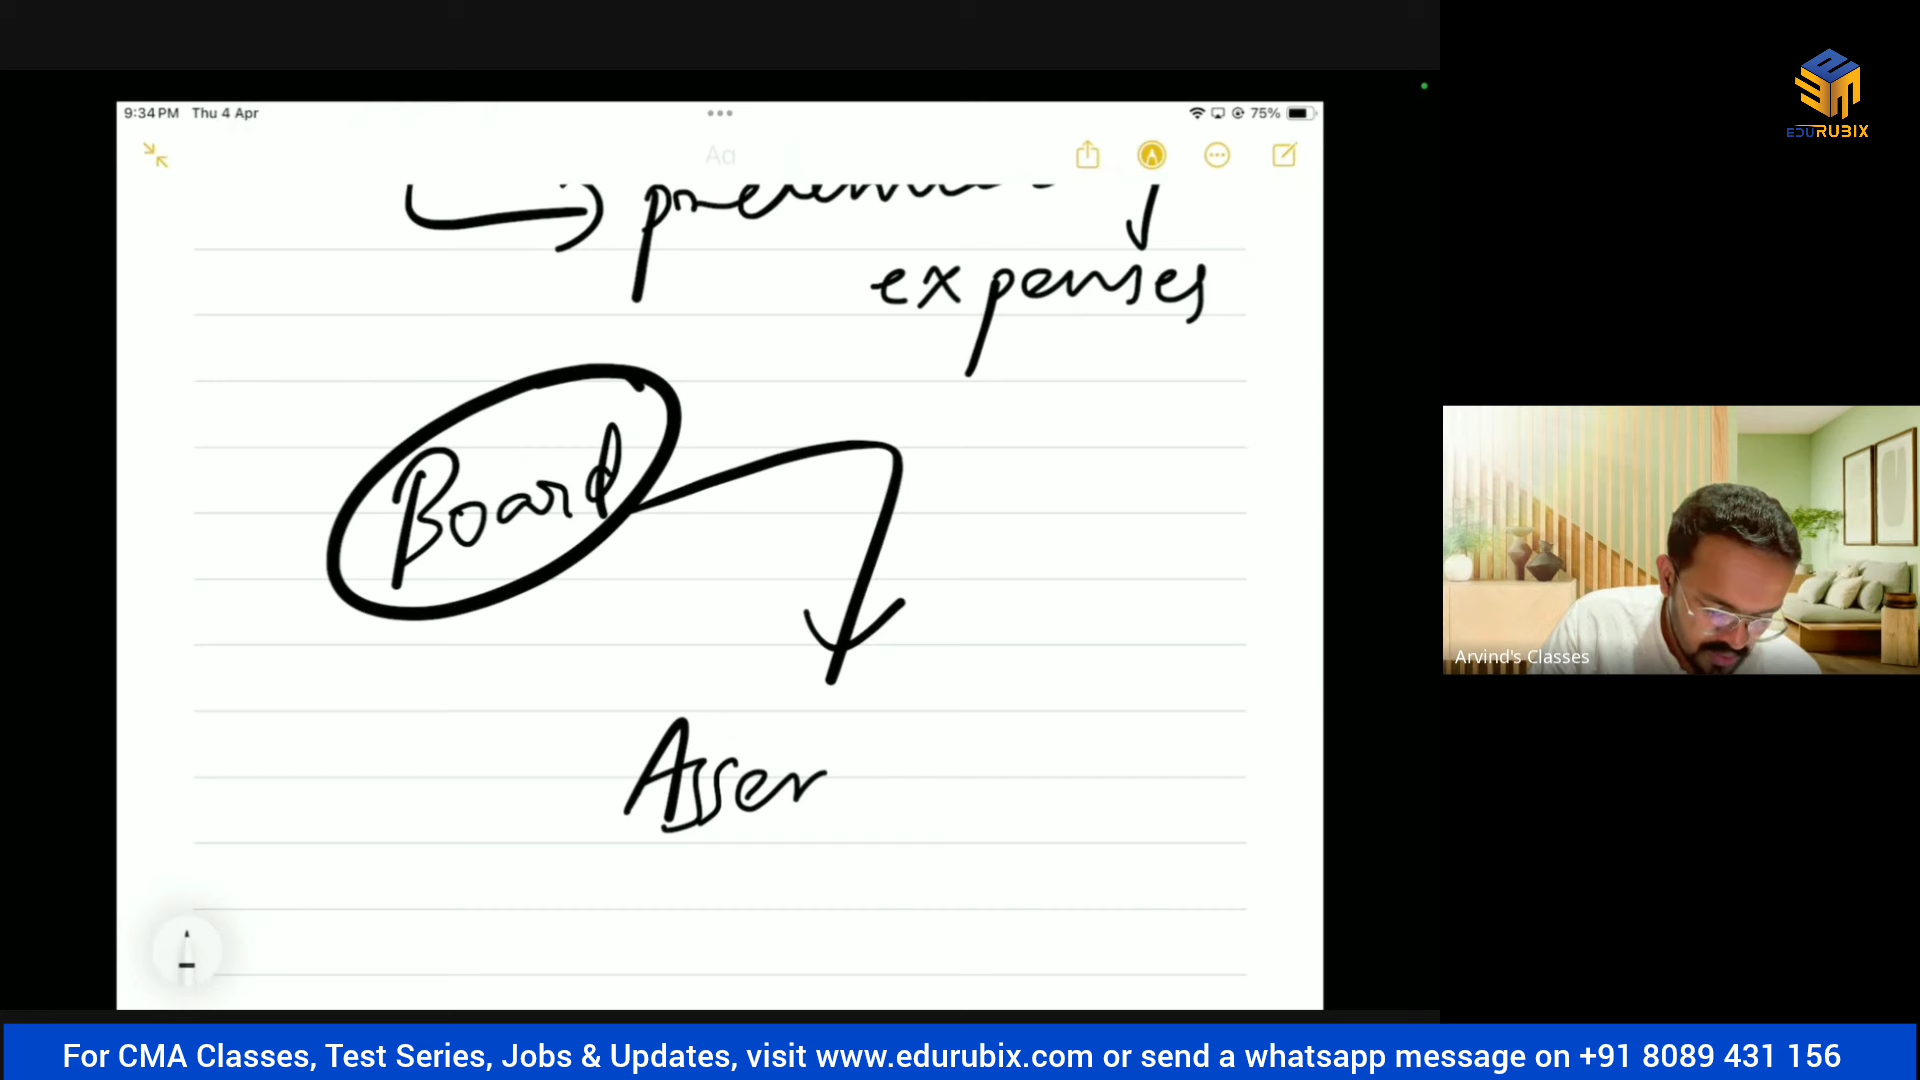 9:34 PM Thu 4 Apr
75%
Aa
expenses
Board
Asser
EDURUBIX
Arvind's Classes
For CMA Classes, Test Series, Jobs & Updates, visit www.edurubix.com or send a whatsapp message on +91 8089 431 156